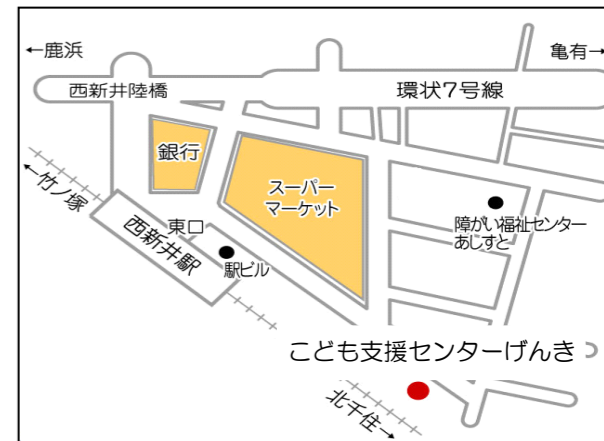 ←鹿浜
亀有→
西新井陸橋
環状7号線
銀行
スーパー
マーケット
←竹ノ塚
東口
西新井駅
駅ビル
障がい福祉センター
あしすと
こども支援センターげんき
北千住→